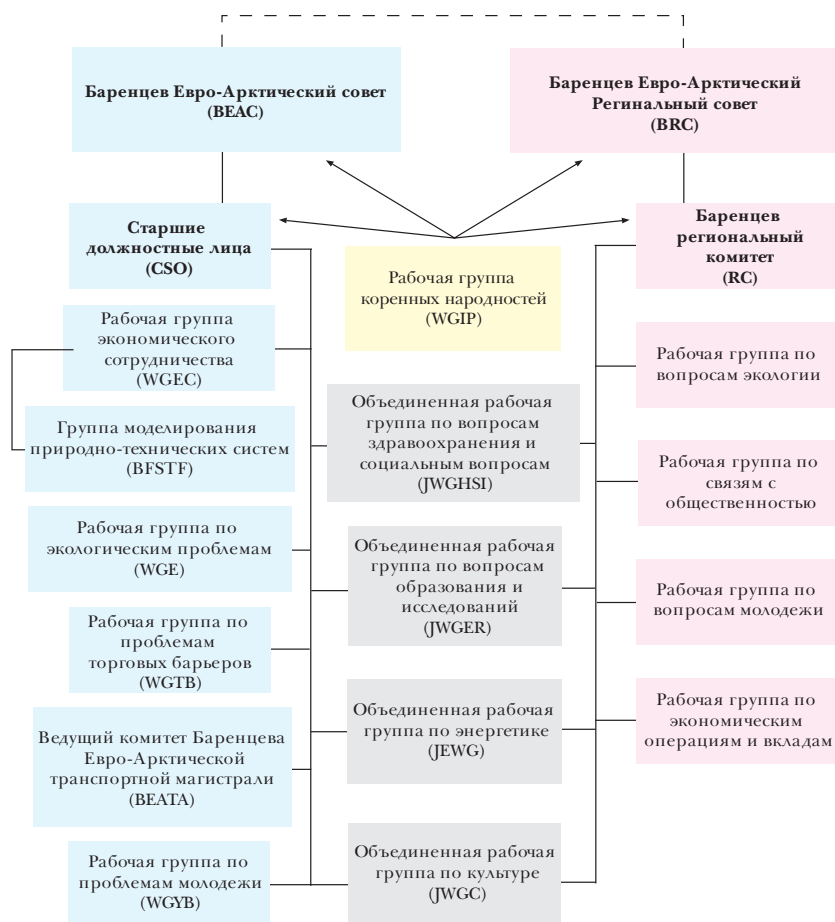 Баренцев Евро-Арктический совет
(BEAC)
Баренцев Евро-Арктический
Регинальный совет
(BRC)
Старшие
должностные лица
(CSO)
Рабочая группа
коренных народностей
(WGIP)
Баренцев
региональный
комитет
(RC)
Рабочая группа
экономического
сотрудничества
(WGEC)
Группа моделирования
природно-технических систем
(BFSTF)
Рабочая группа по
экологическим проблемам
(WGE)
Рабочая группа по
проблемам
торговых барьеров
(WGTB)
Ведущий комитет Баренцева
Евро-Арктической
транспортной магистрали
(BEATA)
Рабочая группа по
проблемам молодежи
(WGYB)
Объединенная рабочая
группа по вопросам
здравоохранения и
социальным вопросам
(JWGHSI)
Объединенная рабочая
группа по вопросам
образования и
исследований
(JWGER)
Объединенная рабочая
группа по энергетике
(JEWG)
Объединенная рабочая
группа по культуре
(JWGC)
Рабочая группа по
вопросам экологии
Рабочая группа по
связям с
общественностью
Рабочая группа по
вопросам молодежи
Рабочая группа по
экономическим
операциям и вкладам